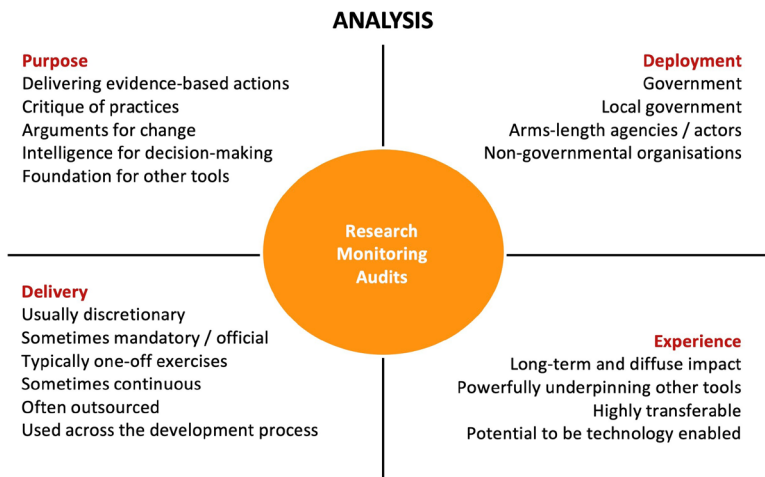 ANALYSIS
Purpose
Delivering evidence-based actions
Critique of practices
Arguments for change
Intelligence for decision-making
Foundation for other tools
Deployment
Government
Local government
Arms-length agencies / actors
Non-governmental organisations
Research
Monitoring
Audits
Delivery
Usually discretionary
Sometimes mandatory / official
Typically one-off exercises
Sometimes continuous
Often outsourced
Used across the development process
Experience
Long-term and diffuse impact
Powerfully underpinning other tools
Highly transferable
Potential to be technology enabled